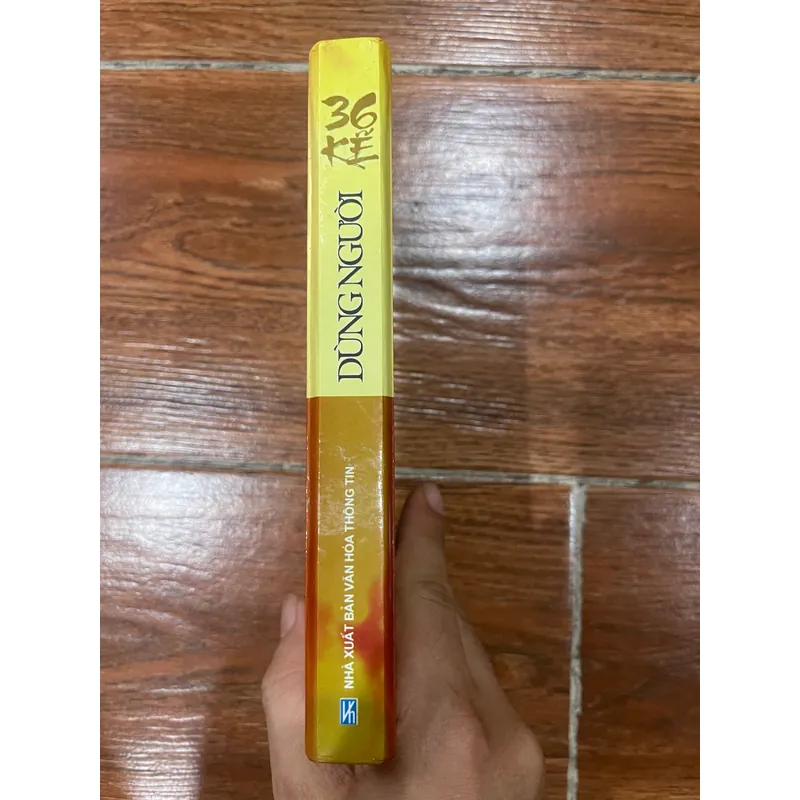 36
KẾ
DÙNG NGƯỜI
NHÀ XUẤT BẢN VĂN HÓA THÔNG TIN